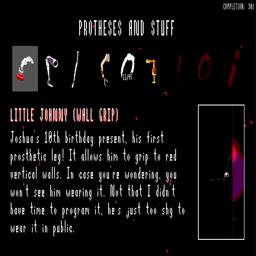 COMPLETION: 30%
PROTHESES AND STUFF
LITTLE JOHNNY (WALL GRIP)
Joshua's 10th birthday present, his first
prosthetic leg! It allows him to grip to red
vertical walls. In case you're wondering, you
won't see him wearing it. Not that I didn't
have time to program it, he's just too shy to
wear it in public.